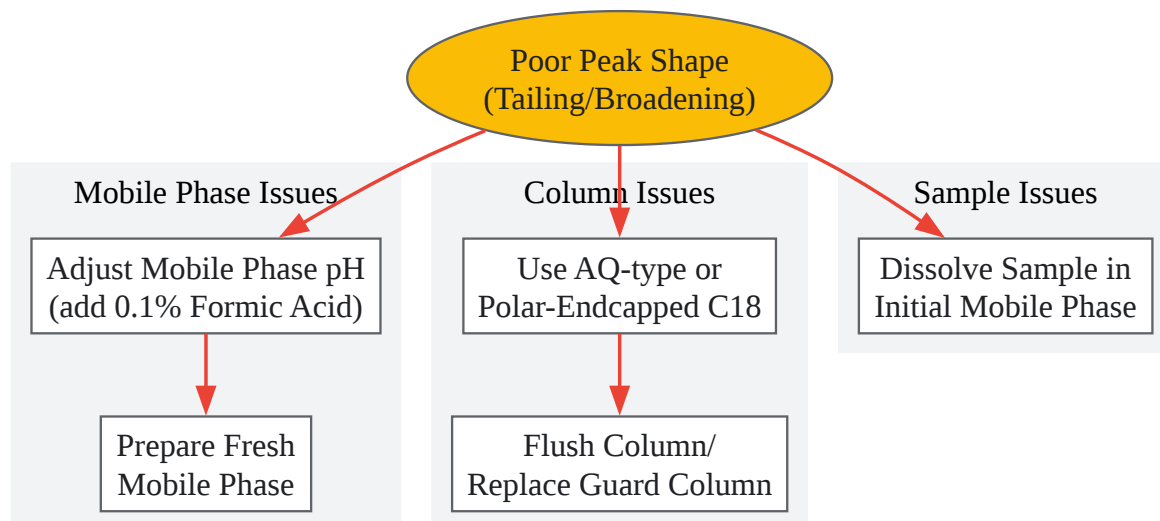 Poor Peak Shape
(Tailing/Broadening)
Mobile Phase Issues
Adjust Mobile Phase pH
(add 0.1% Formic Acid)
Prepare Fresh
Mobile Phase
Column Issues
Use AQ-type or
Polar-Endcapped C18
Flush Column/
Replace Guard Column
Sample Issues
Dissolve Sample in
Initial Mobile Phase